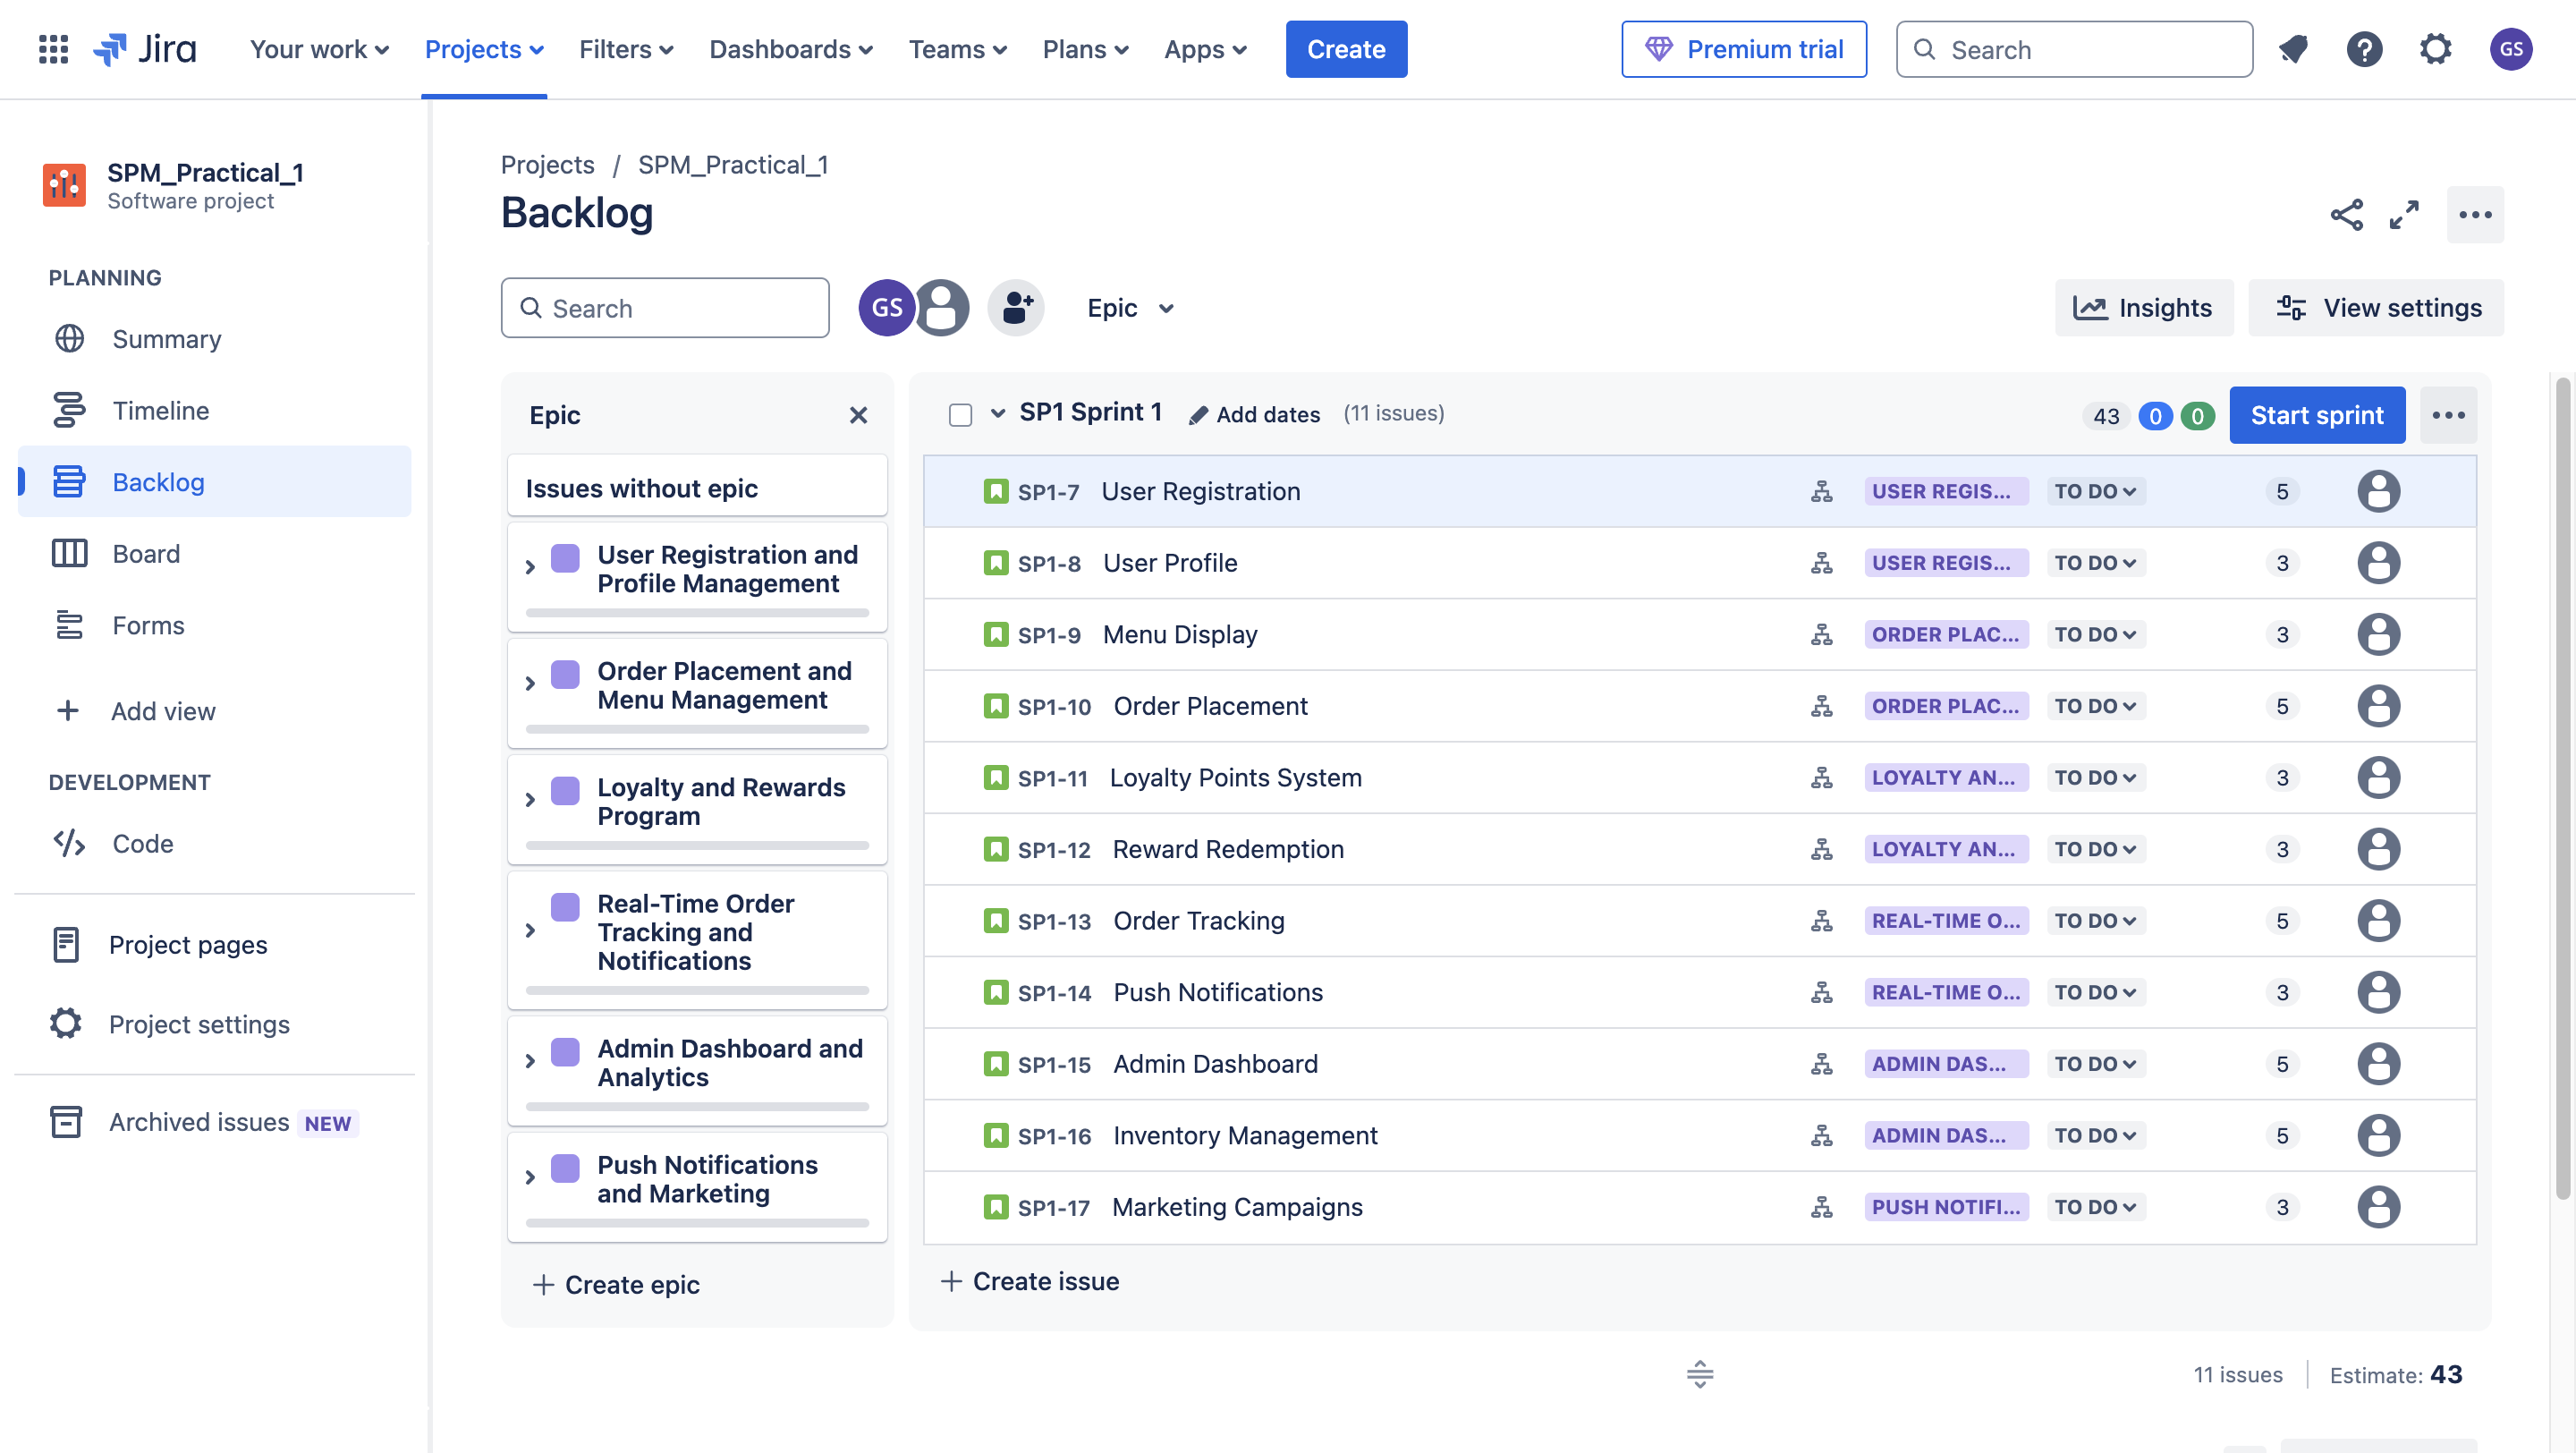 Jira
Your work
Projects
Filters
Dashboards
Teams
Plans
Apps
Create
Premium trial
Search
GS
SPM_Practical_1
Software project
PLANNING
Summary
Timeline
Backlog
Board
Forms
Add view
DEVELOPMENT
Code
Project pages
Project settings
Archived issues NEW
Projects / SPM_Practical_1
Backlog
Search
GS
Epic
Insights
View settings
Epic
Issues without epic
User Registration and
Profile Management
Order Placement and
Menu Management
Loyalty and Rewards
Program
Real-Time Order
Tracking and
Notifications
Admin Dashboard and
Analytics
Push Notifications
and Marketing
Create epic
SP1 Sprint 1 Add dates (11 issues) 43 0 0 Start sprint
SP1-7 User Registration USER REGIS... TO DO 5
SP1-8 User Profile USER REGIS... TO DO 3
SP1-9 Menu Display ORDER PLAC... TO DO 3
SP1-10 Order Placement ORDER PLAC... TO DO 5
SP1-11 Loyalty Points System LOYALTY AN... TO DO 3
SP1-12 Reward Redemption LOYALTY AN... TO DO 3
SP1-13 Order Tracking REAL-TIME O... TO DO 5
SP1-14 Push Notifications REAL-TIME O... TO DO 3
SP1-15 Admin Dashboard ADMIN DAS... TO DO 5
SP1-16 Inventory Management ADMIN DAS... TO DO 5
SP1-17 Marketing Campaigns PUSH NOTIFI... TO DO 3
Create issue
11 issues Estimate: 43